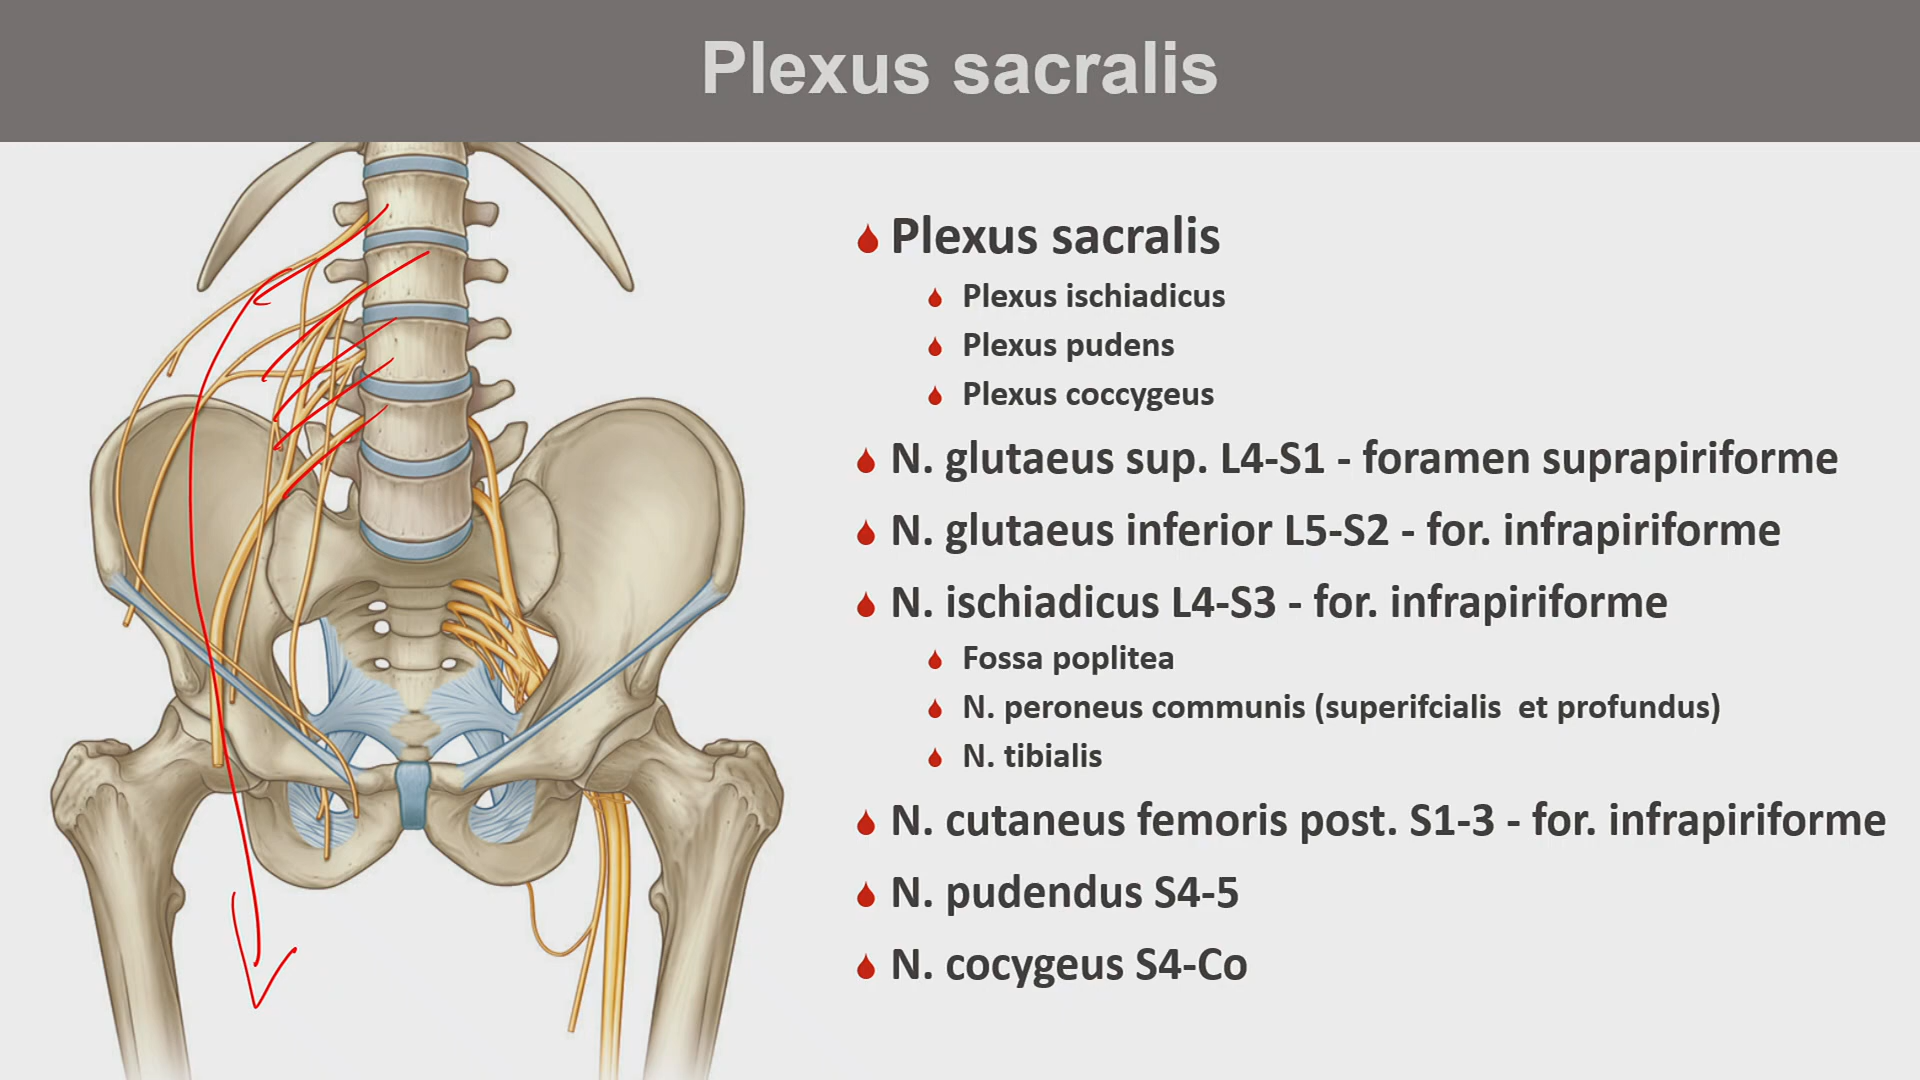 Plexus sacralis
Plexus sacralis
Plexus ischiadicus
Plexus pudens
Plexus coccygeus
N. glutaeus sup. L4-S1 - foramen suprapiriforme
N. glutaeus inferior L5-S2 - for. infrapiriforme
N. ischiadicus L4-S3 - for. infrapiriforme
Fossa poplitea
N. peroneus communis (superifcialis et profundus)
N. tibialis
N. cutaneus femoris post. S1-3 - for. infrapiriforme
N. pudendus S4-5
N. cocygeus S4-Co